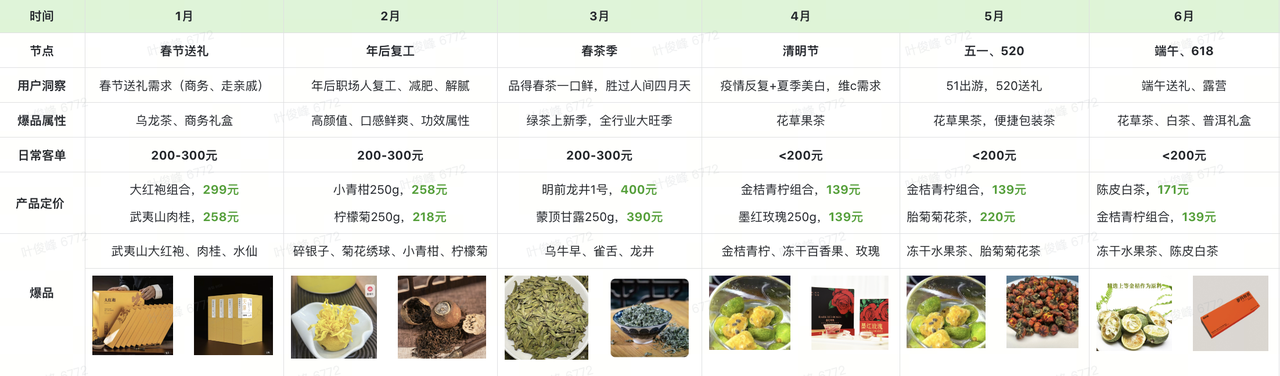 时间 1月 2月 3月 4月 5月 6月
节点 春节送礼 年后复工 春茶季 清明节 五一、520 端午、618
用户洞察 春节送礼需求（商务、走亲戚） 年后职场人复工、减肥、解腻 品得春茶一口鲜，胜过人间四月天 疫情反复+夏季美白，维c需求 51出游，520送礼 端午送礼、露营
爆品属性 乌龙茶、商务礼盒 高颜值、口感鲜爽、功效属性 绿茶上新季，全行业大旺季 花草果茶 花草果茶，便捷包装茶 花草茶、白茶、普洱礼盒
日常客单 200-300元 200-300元 200-300元 <200元 <200元 <200元
产品定价
大红袍组合，299元 小青柑250g，258元 明前龙井1号，400元 金桔青柠组合，139元 金桔青柠组合，139元 陈皮白茶，171元
武夷山肉桂，258元 柠檬菊250g，218元 蒙顶甘露250g，390元 墨红玫瑰250g，139元 胎菊菊花茶，220元 金桔青柠组合，139元
爆品
武夷山大红袍、肉桂、水仙 碎银子、菊花绣球、小青柑、柠檬菊 乌牛早、雀舌、龙井 金桔青柠、冻干百香果、玫瑰 冻干水果茶、胎菊菊花茶 冻干水果茶、陈皮白茶
大红袍
墨红玫瑰
精选上等金桔作为原料
叶俊峰 6772